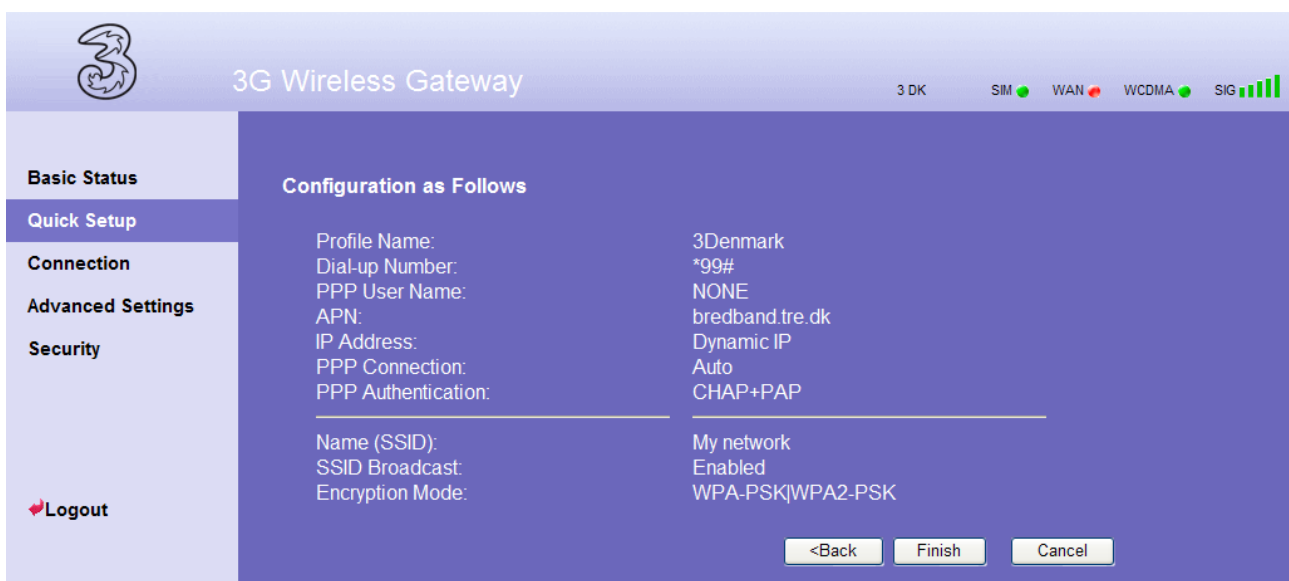 3G Wireless Gateway
3 DK SIM WAN WCDMA SIG
Basic Status
Quick Setup
Connection
Advanced Settings
Security
Logout
Configuration as Follows
Profile Name: 3Denmark
Dial-up Number: *99#
PPP User Name: NONE
APN: bredband.tre.dk
IP Address: Dynamic IP
PPP Connection: Auto
PPP Authentication: CHAP+PAP
Name (SSID): My network
SSID Broadcast: Enabled
Encryption Mode: WPA-PSK|WPA2-PSK
<Back Finish Cancel